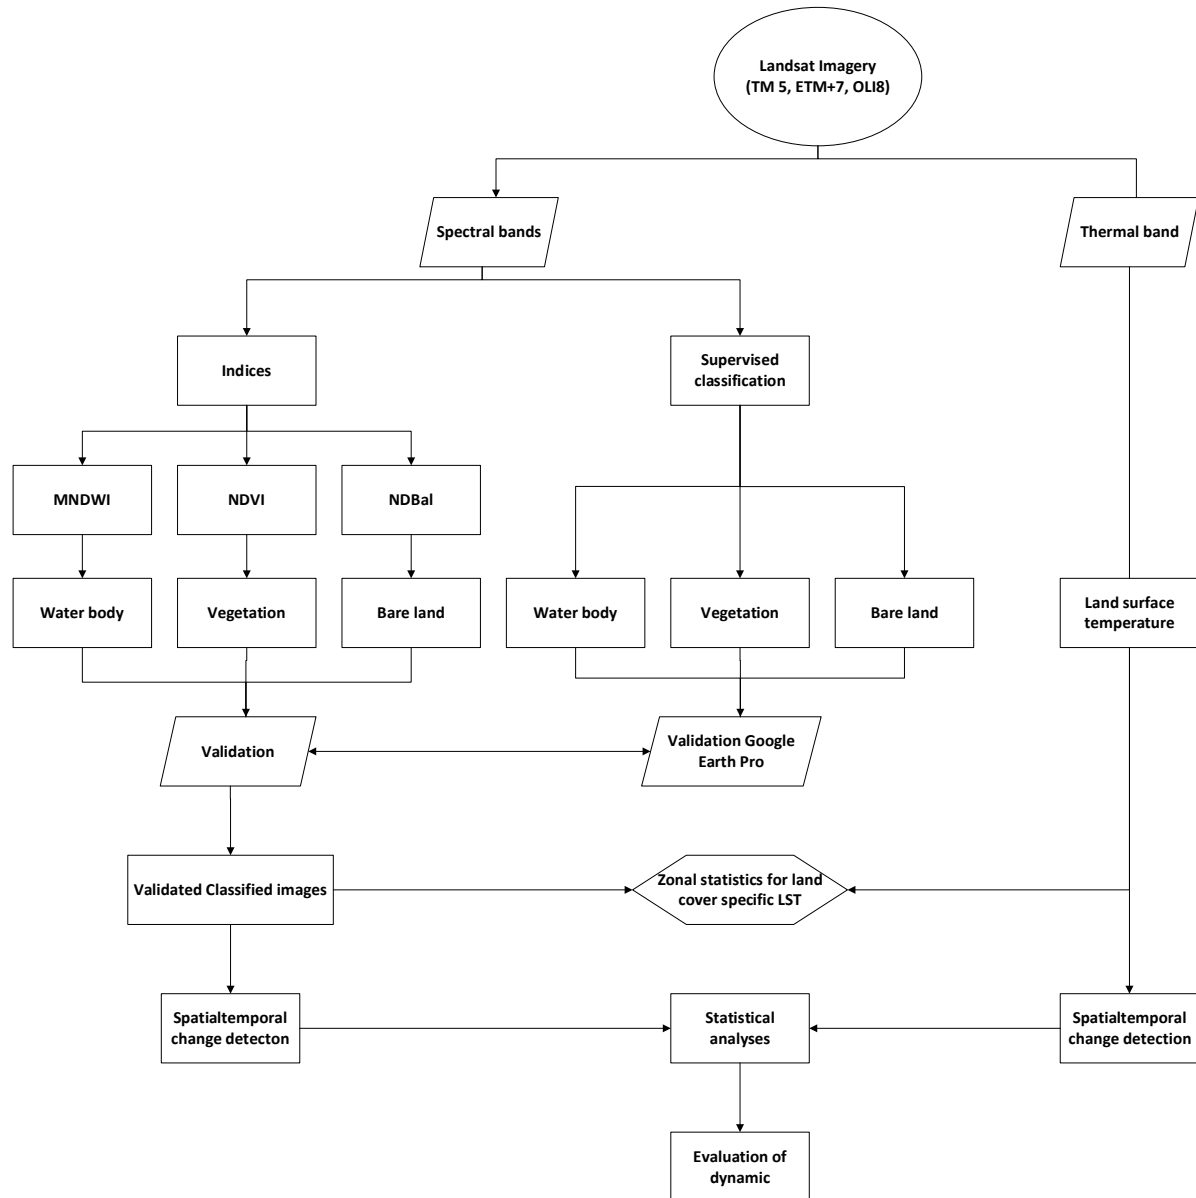 Landsat Imagery
(TM 5, ETM+7, OLI8)
Spectral bands
Thermal band
Indices
Supervised
classification
MNDWI
NDVI
NDBal
Water body
Vegetation
Bare land
Water body
Vegetation
Bare land
Land surface
temperature
Validation
Validation Google
Earth Pro
Validated Classified images
Zonal statistics for land
cover specific LST
Spatialtemporal
change detecton
Statistical
analyses
Spatialtemporal
change detection
Evaluation of
dynamic